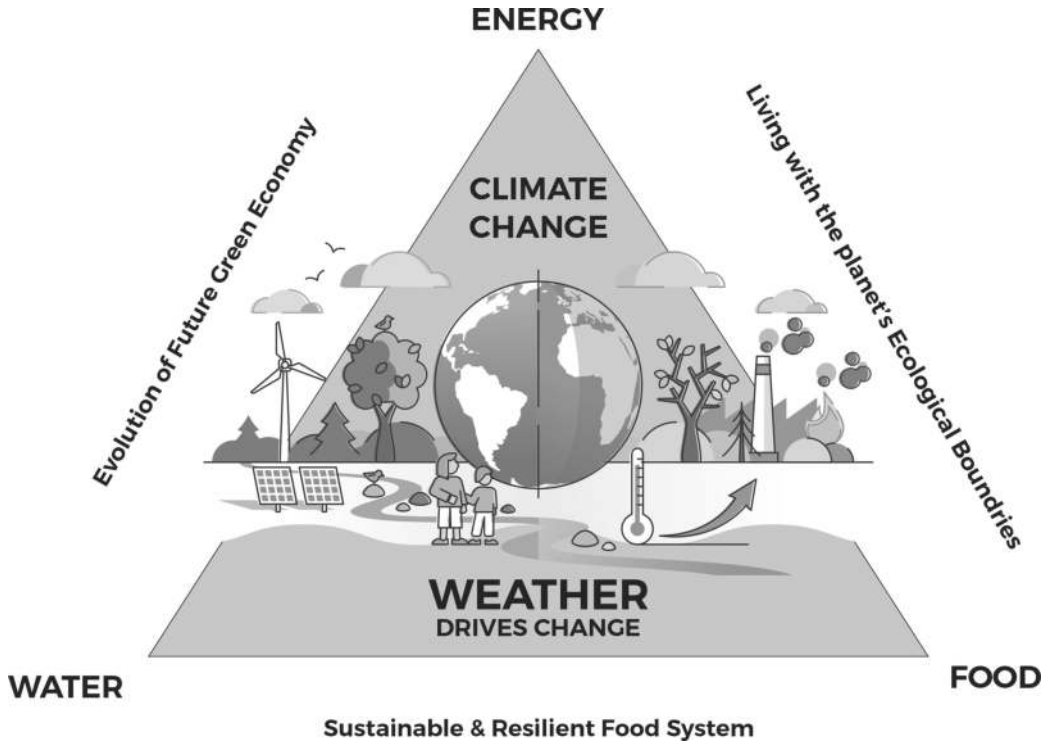 ENERGY
Evolution of Future Green Economy
Living with the planet's Ecological Boundries
CLIMATE
CHANGE
WEATHER
DRIVES CHANGE
WATER
FOOD
Sustainable & Resilient Food System